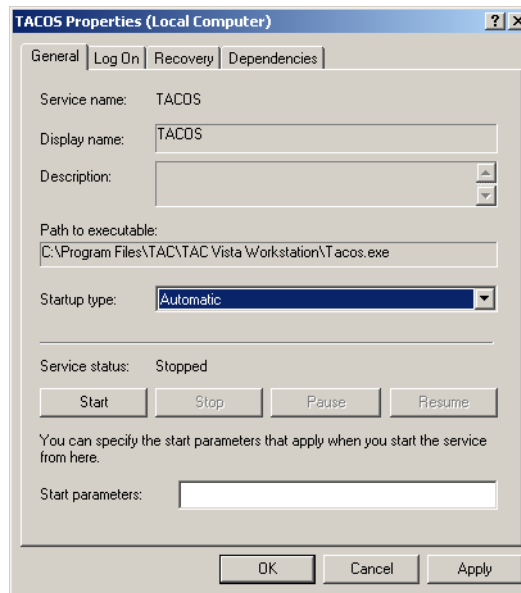 TACOS Properties (Local Computer)
General Log On Recovery Dependencies
Service name: TACOS
Display name: TACOS
Description:
Path to executable:
C:\Program Files\TAC\TAC Vista Workstation\Tacos.exe
Startup type: Automatic
Service status: Stopped
Start Stop Pause Resume
You can specify the start parameters that apply when you start the service
from here.
Start parameters:
OK Cancel Apply